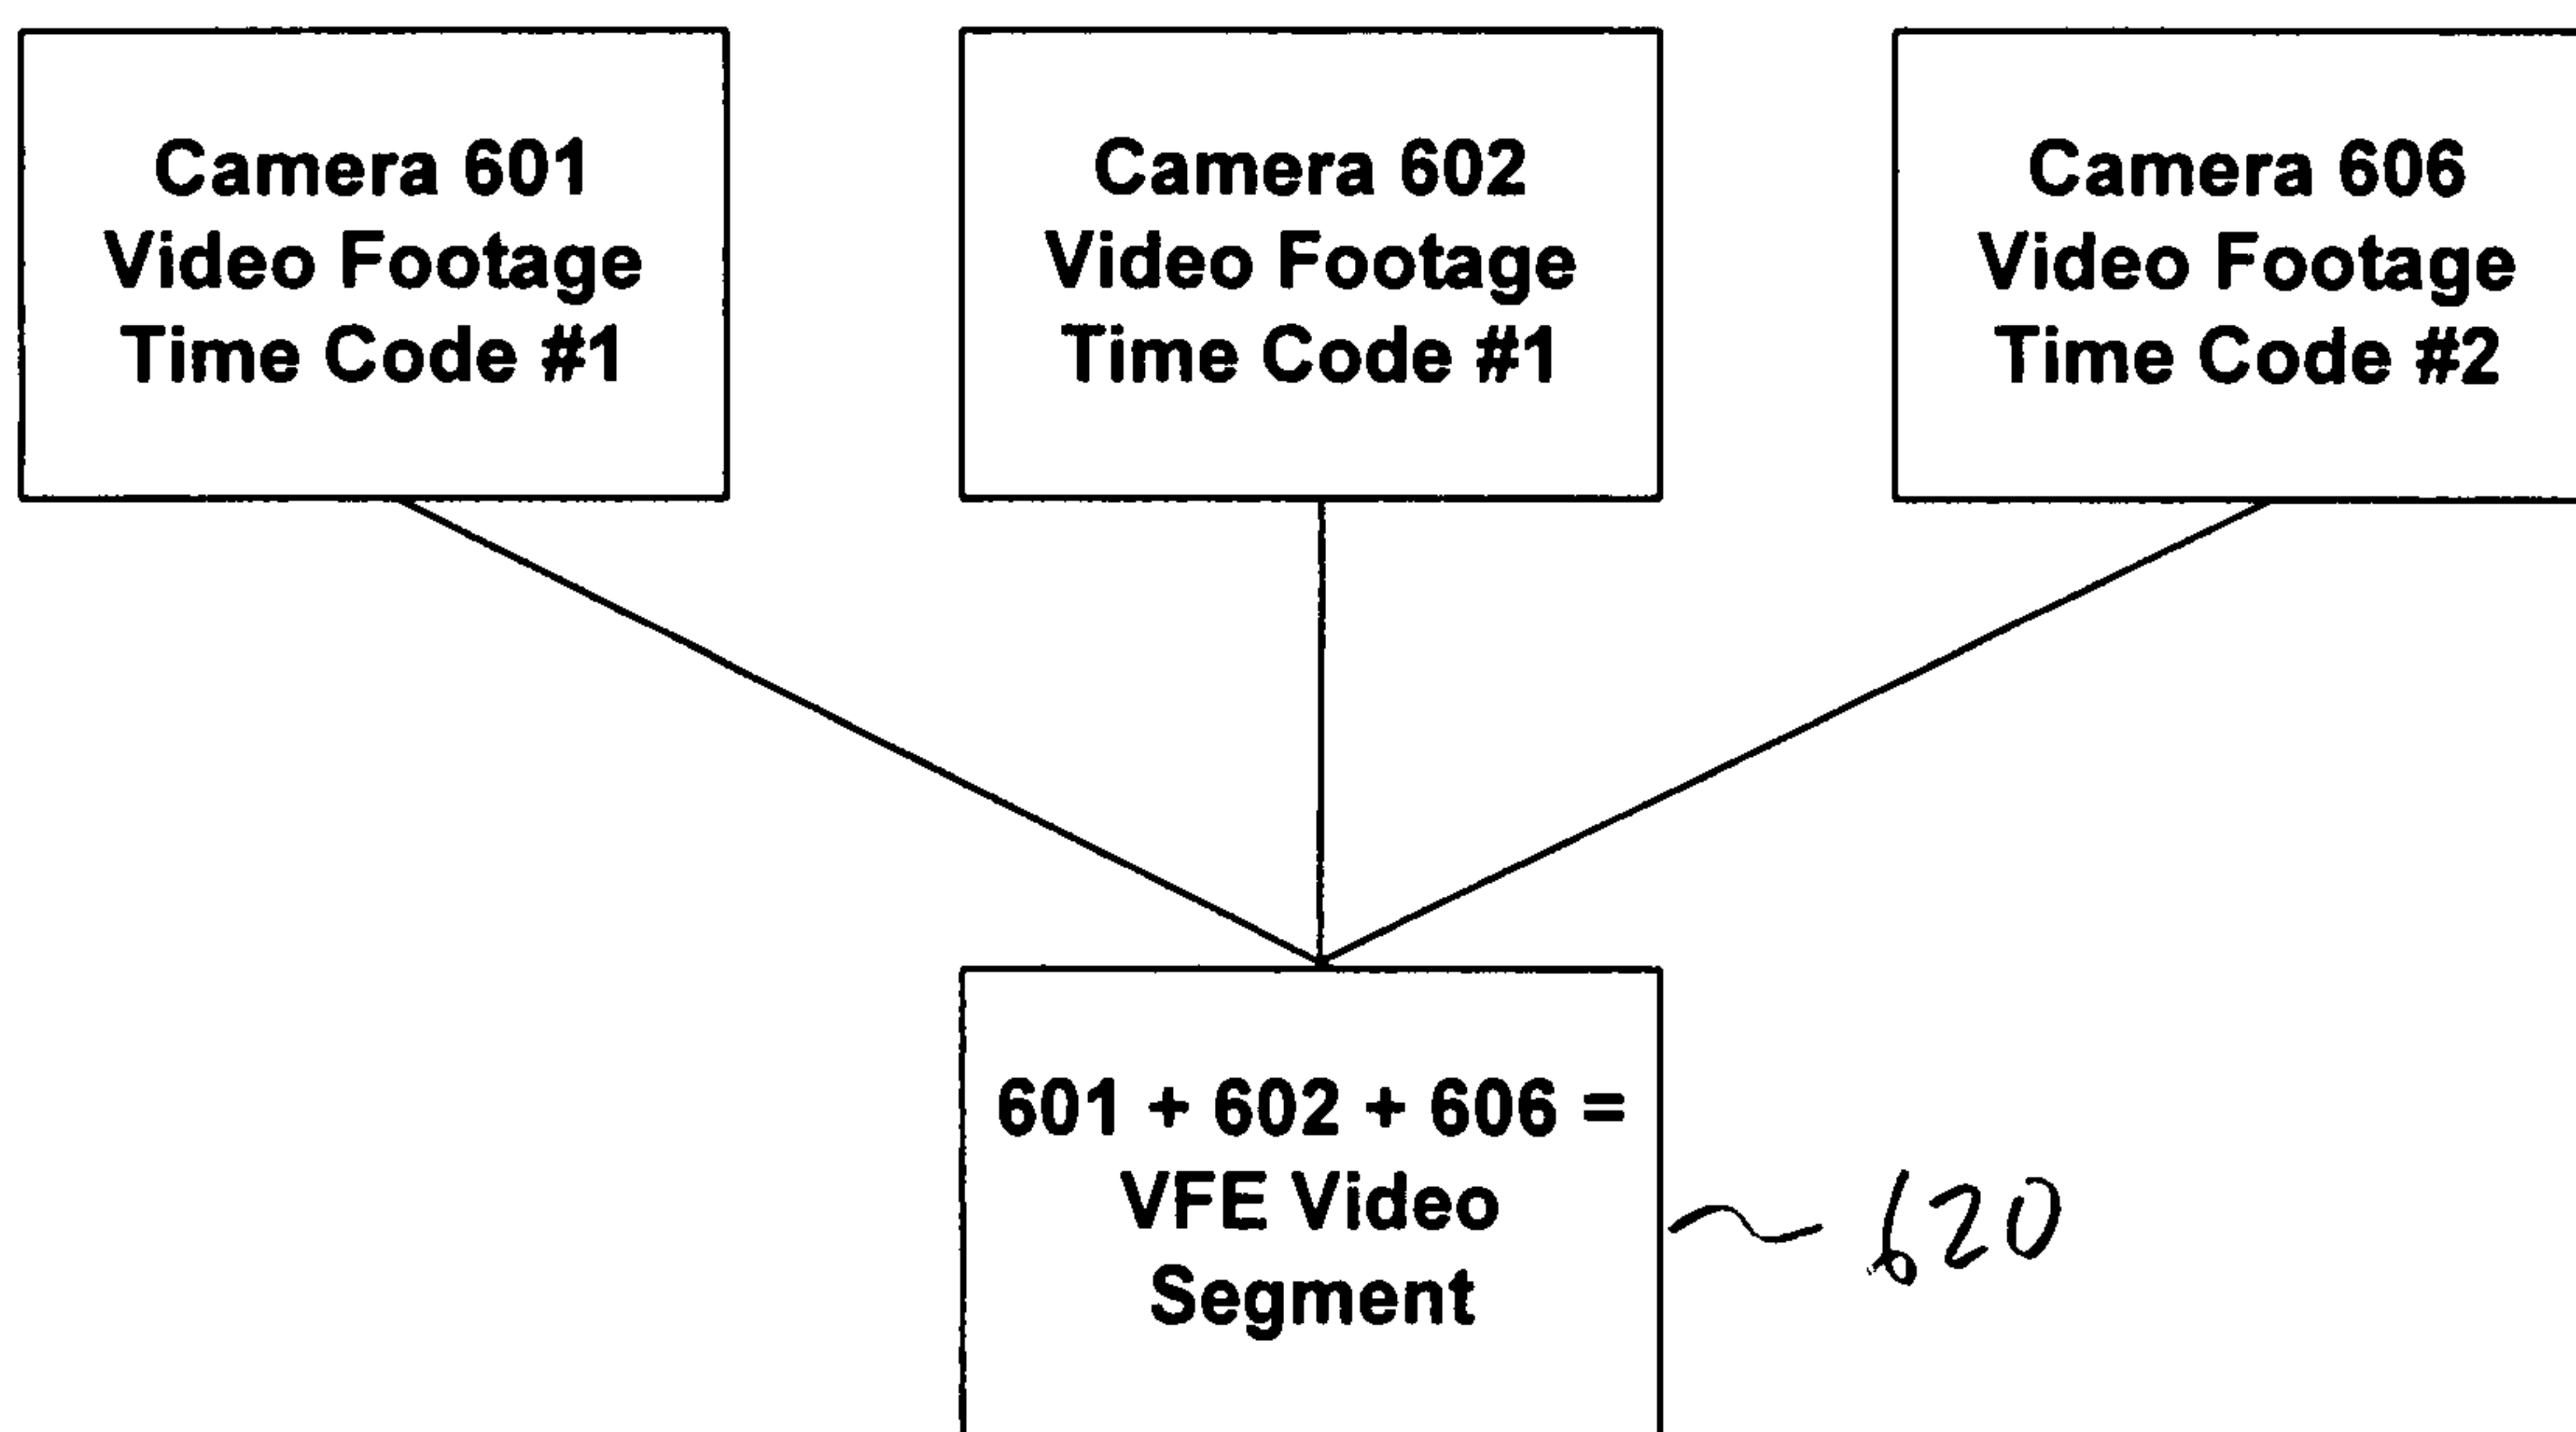 Camera 601
Video Footage
Time Code #1
Camera 602
Video Footage
Time Code #1
Camera 606
Video Footage
Time Code #2
601 + 602 + 606 =
VFE Video
Segment
620